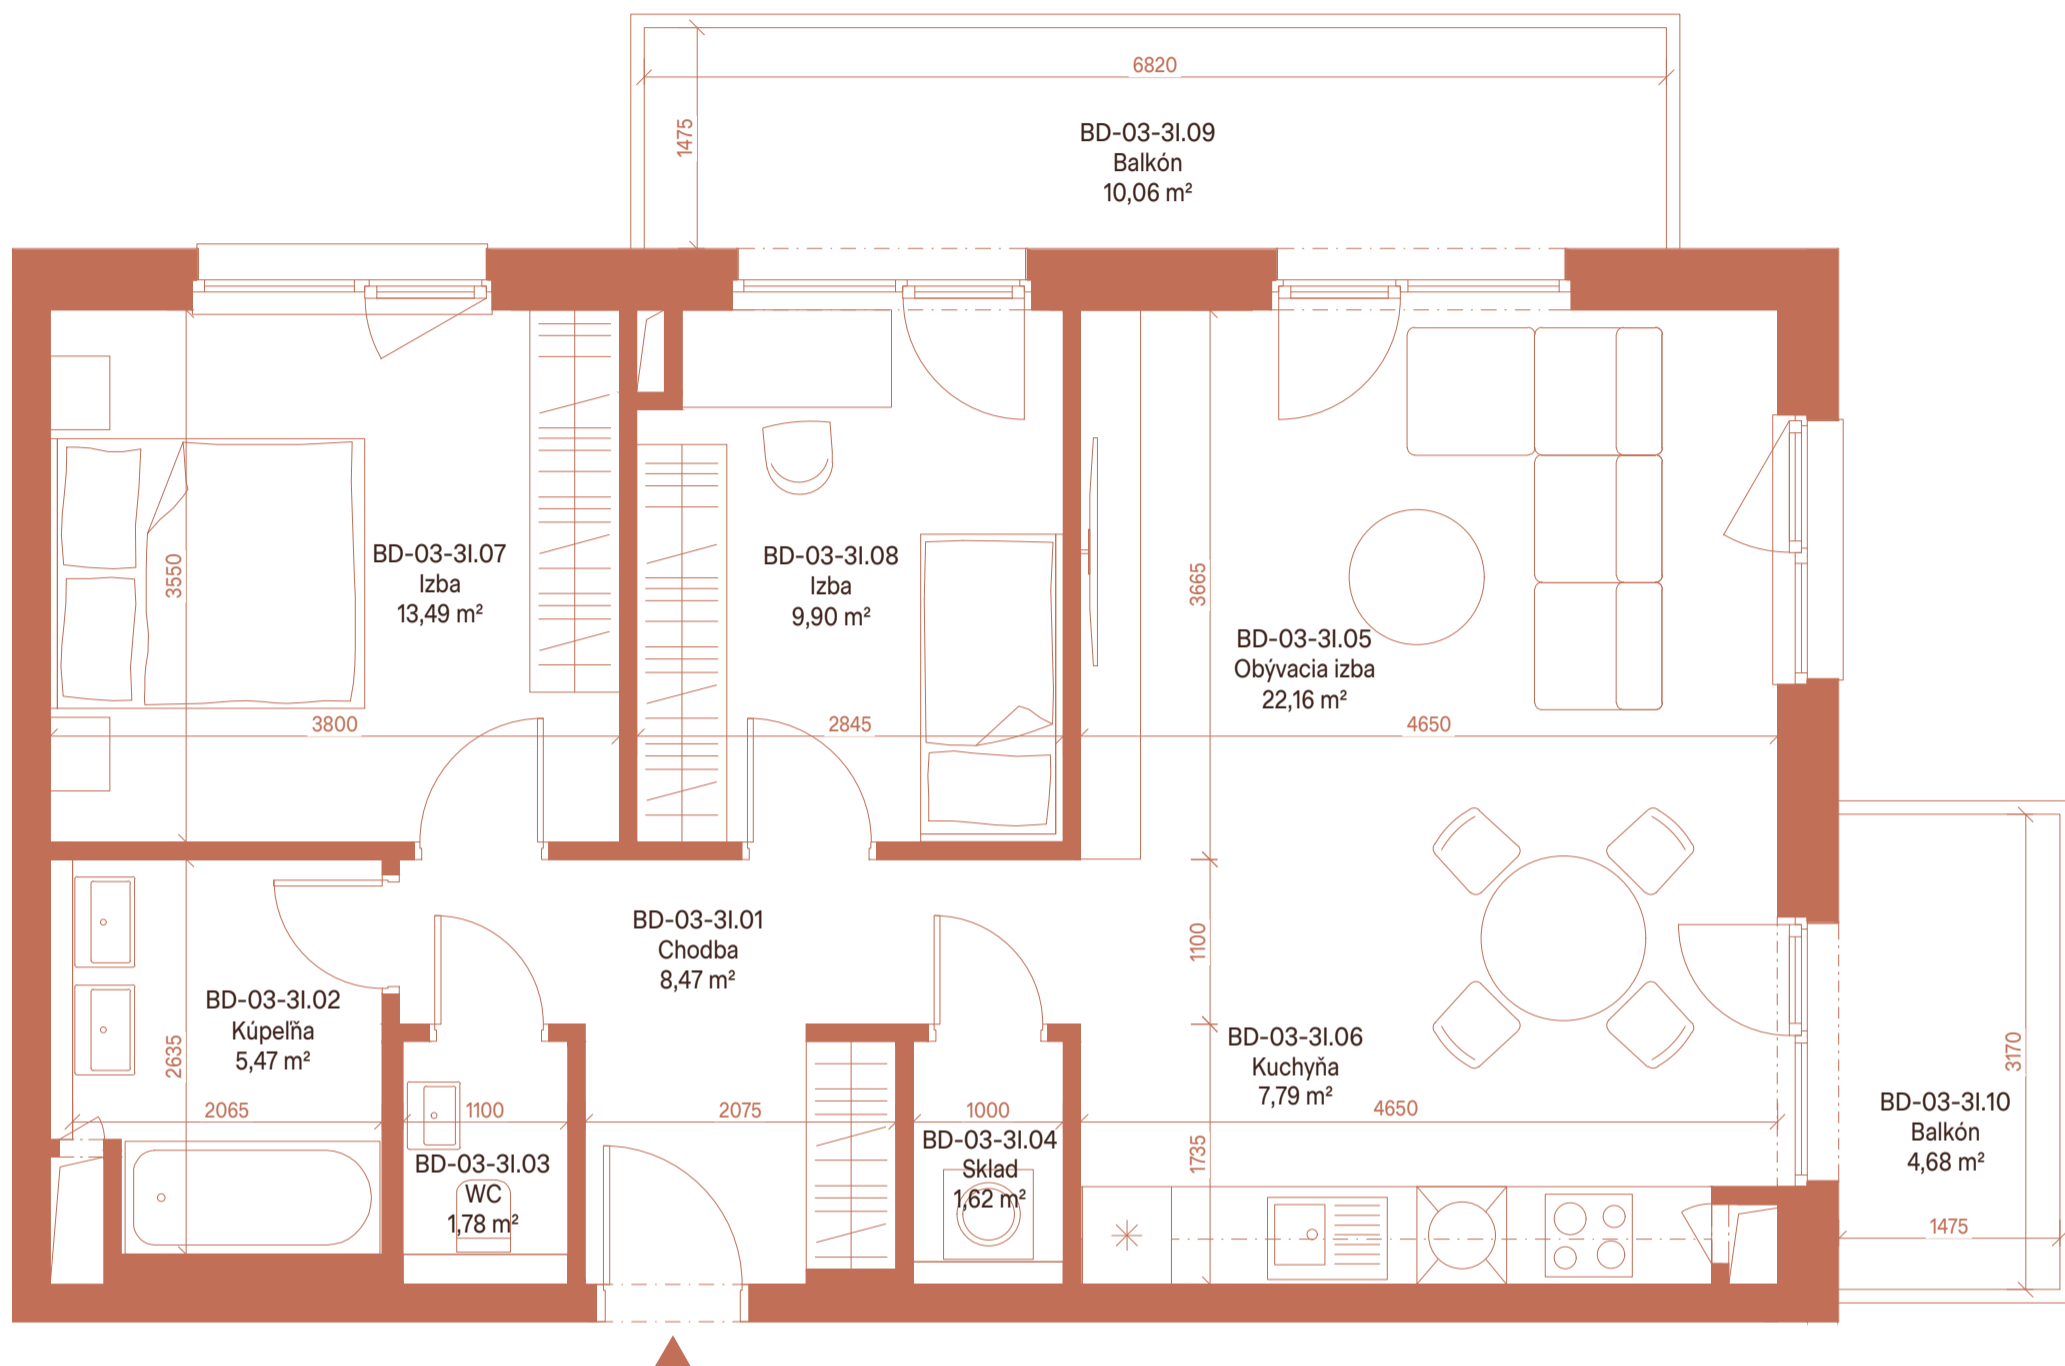 6820
1475
BD-03-3I.09
Balkón
10,06 m²
BD-03-3I.07
Izba
13,49 m²
3550
3800
BD-03-3I.08
Izba
9,90 m²
2845
3665
BD-03-3I.05
Obývacia izba
22,16 m²
4650
BD-03-3I.01
Chodba
8,47 m²
1100
BD-03-3I.02
Kúpeľňa
5,47 m²
2635
2065
1100
2075
1000
BD-03-3I.06
Kuchyňa
7,79 m²
4650
1735
BD-03-3I.03
WC
1,78 m²
BD-03-3I.04
Sklad
1,62 m²
3170
BD-03-3I.10
Balkón
4,68 m²
1475